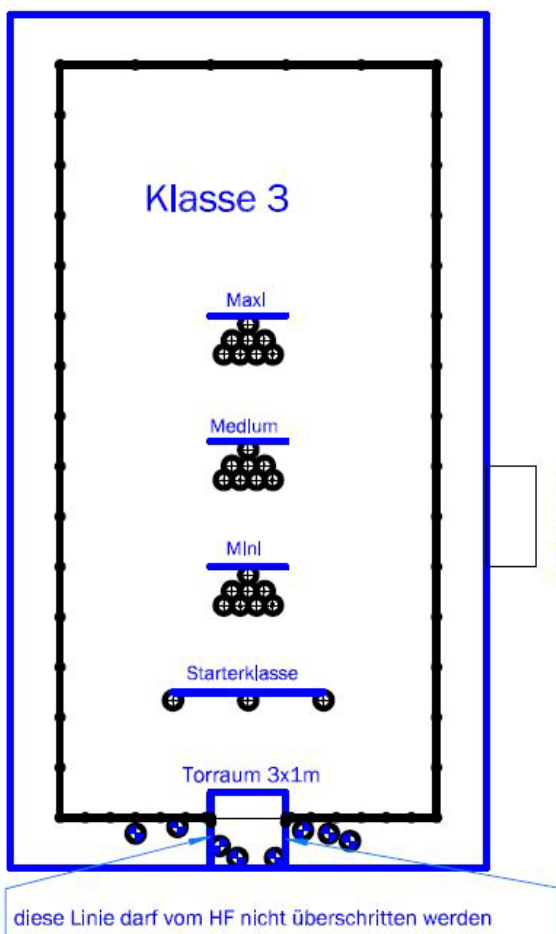 Klasse 3
Maxi
Medium
Mini
Starterklasse
Torraum 3x1m
diese Linie darf vom HF nicht überschritten werden